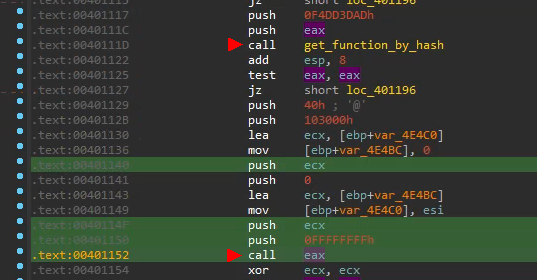 .text:00401115 jz short loc_401196
.text:00401117 push 0F4DD3DADh
.text:0040111C push eax
.text:0040111D call get_function_by_hash
.text:00401122 add esp, 8
.text:00401125 test eax, eax
.text:00401127 jz short loc_401196
.text:00401129 push 40h ; '@'
.text:0040112B push 103000h
.text:00401130 lea ecx, [ebp+var_4E4C0]
.text:00401136 mov [ebp+var_4E4BC], 0
.text:00401140 push ecx
.text:00401141 push 0
.text:00401143 lea ecx, [ebp+var_4E4BC]
.text:00401149 mov [ebp+var_4E4C0], esi
.text:0040114F push ecx
.text:00401150 push 0FFFFFFFFh
.text:00401152 call eax
.text:00401154 xor ecx, ecx